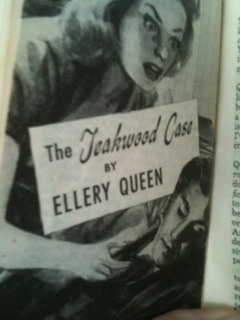 The Teakwood Case
BY
ELLERY QUEEN